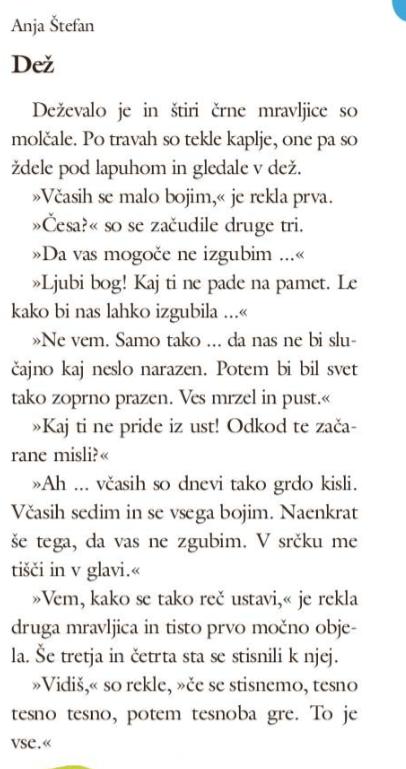 Anja Štefan
Dež
Deževalo je in štiri črne mravljice so
molčale. Po travah so tekle kaplje, one pa so
ždele pod lapuhom in gledale v dež.
»Včasih se malo bojim,« je rekla prva.
»Česa?« so se začudile druge tri.
»Da vas mogoče ne izgubim ...«
»Ljubi bog! Kaj ti ne pade na pamet. Le
kako bi nas lahko izgubila ...«
»Ne vem. Samo tako ... da nas ne bi slu-
čajno kaj neslo narazen. Potem bi bil svet
tako zoprno prazen. Ves mrzel in pust.«
»Kaj ti ne pride iz ust! Odkod te zača-
rane misli?«
»Ah ... včasih so dnevi tako grdo kisli.
Včasih sedim in se vsega bojim. Naenkrat
še tega, da vas ne zgubim. V srčku me
tišči in v glavi.«
»Vem, kako se tako reč ustavi,« je rekla
druga mravljica in tisto prvo močno obje-
la. Še tretja in četrta sta se stisnili k njej.
»Vidiš,« so rekle, »če se stisnemo, tesno
tesno tesno, potem tesnoba gre. To je
vse.«